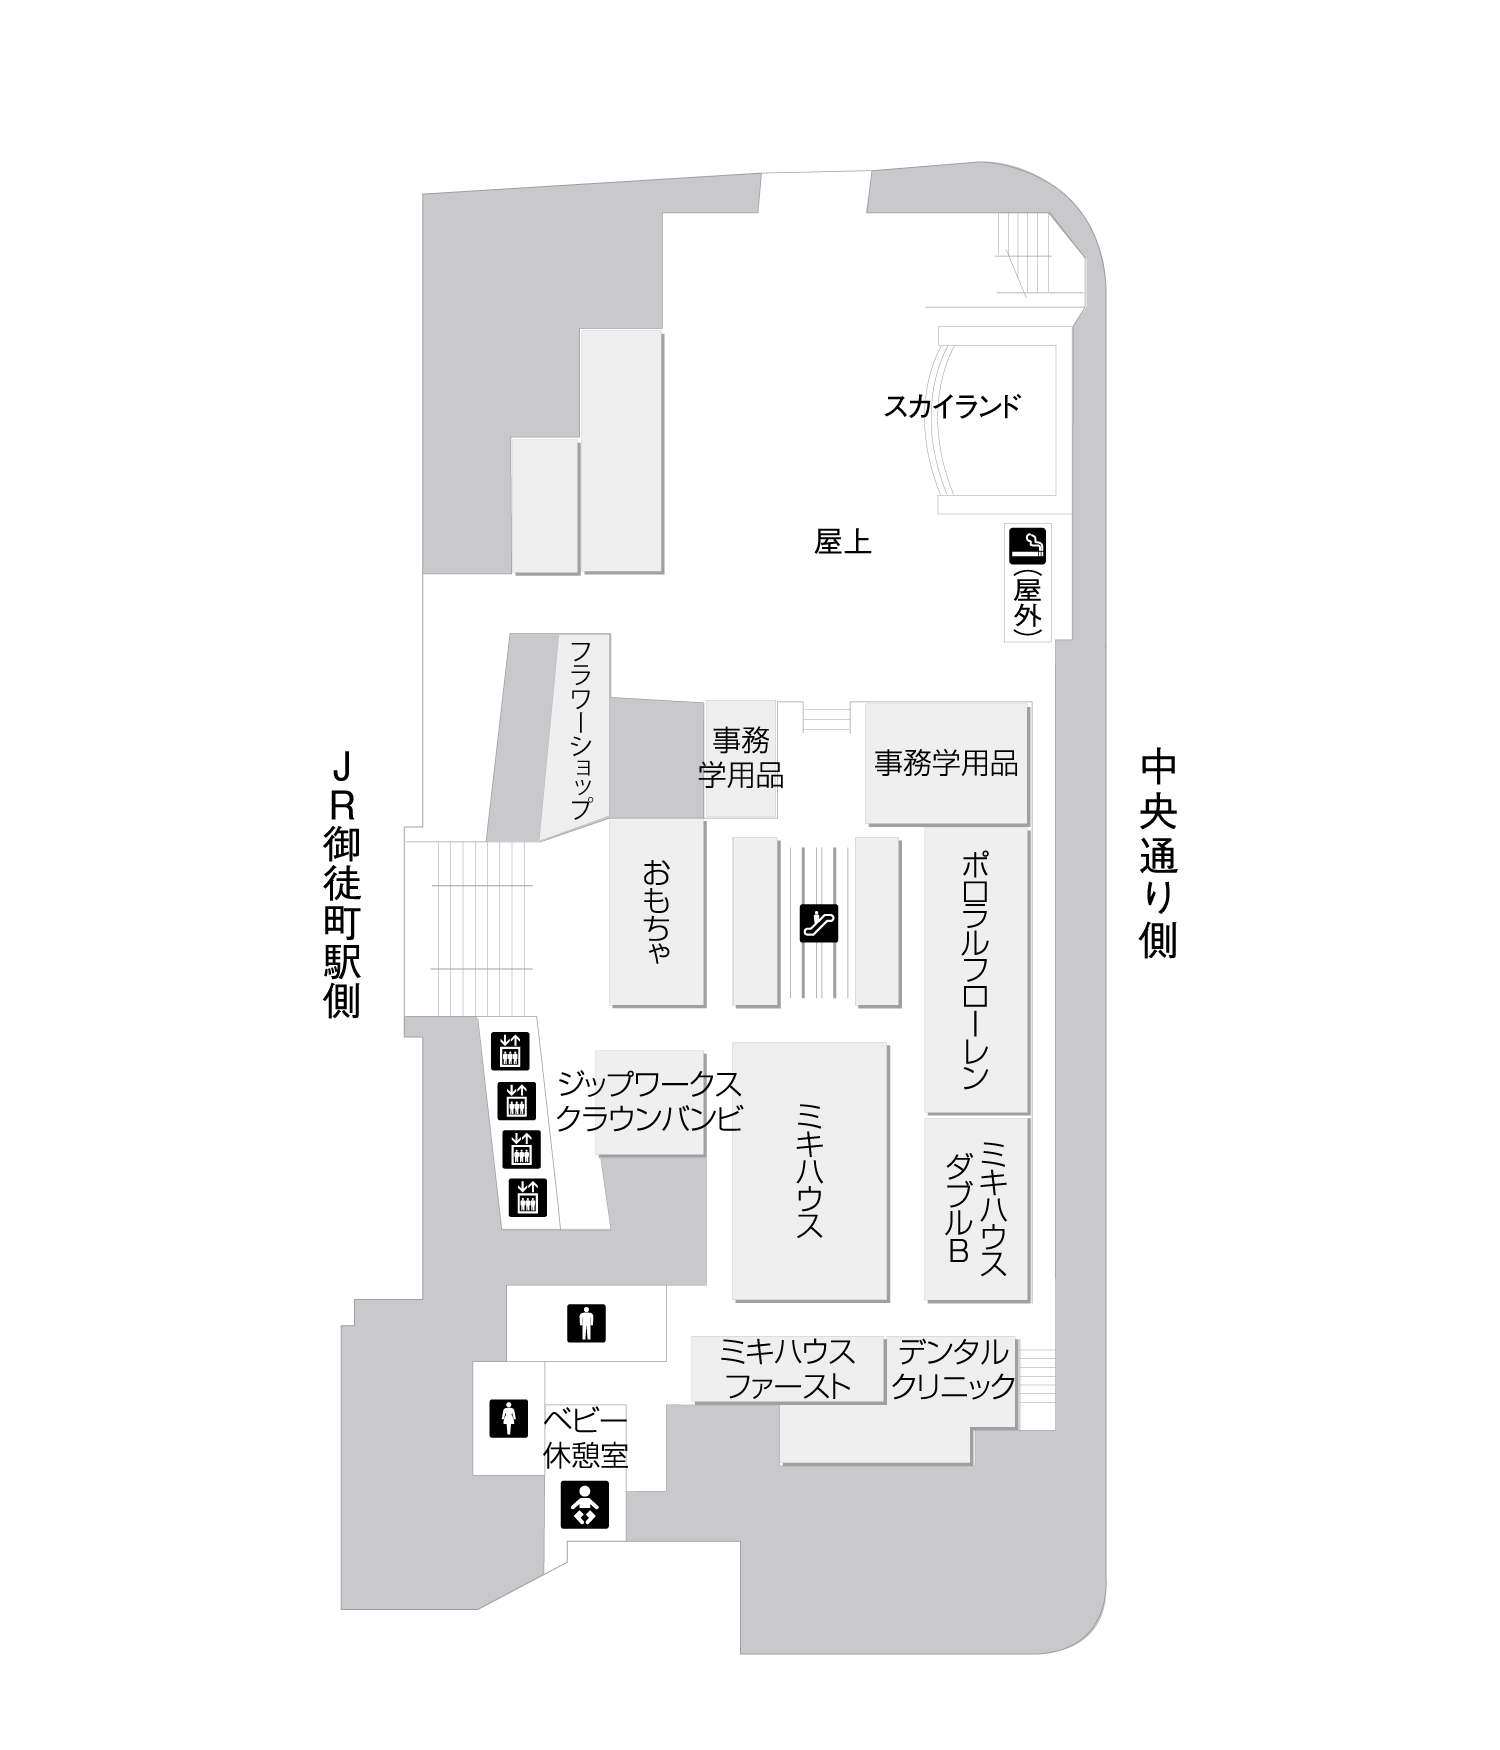 スカイランド
屋上
（屋外）
フラワーショップ
事務
学用品
事務学用品
JR御徒町駅側
中央通り側
おもちゃ
ポロラルフローレン
ジップワークス
クラウンバンビ
ミキハウス
ミキハウス
ダブルB
ミキハウス
ファースト
デンタル
クリニック
ベビー
休憩室